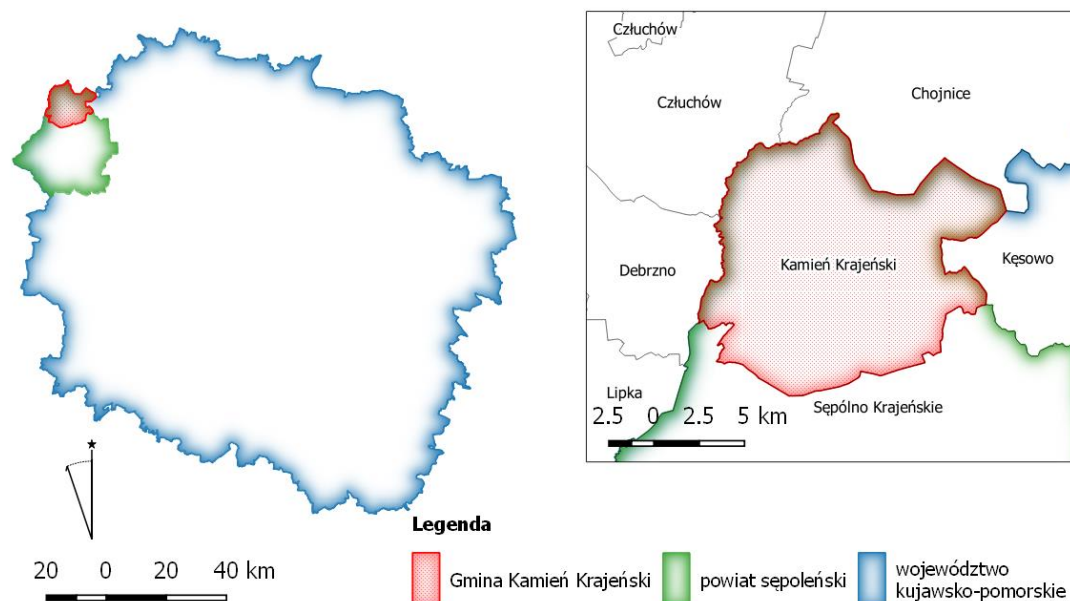 Człuchów
Człuchów
Chojnice
Debrzno
Kamień Krajeński
Kęsowo
Lipka
Sępólno Krajeńskie
2.5 0 2.5 5 km
Legenda
20 0 20 40 km
Gmina Kamień Krajeński
powiat sępoleński
województwo
kujawsko-pomorskie